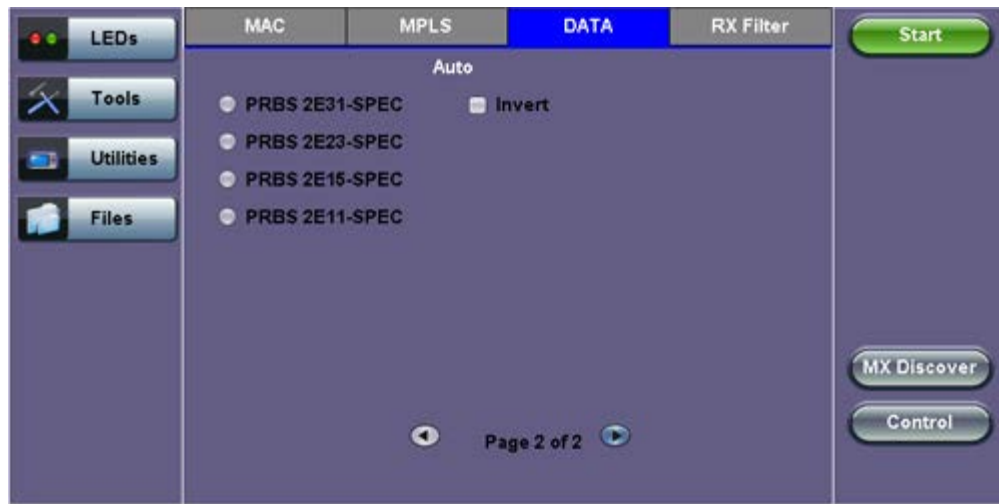 LEDs
Tools
Utilities
Files
MAC MPLS DATA RX Filter
Auto
PRBS 2E31-SPEC Invert
PRBS 2E23-SPEC
PRBS 2E15-SPEC
PRBS 2E11-SPEC
Page 2 of 2
Start
MX Discover
Control